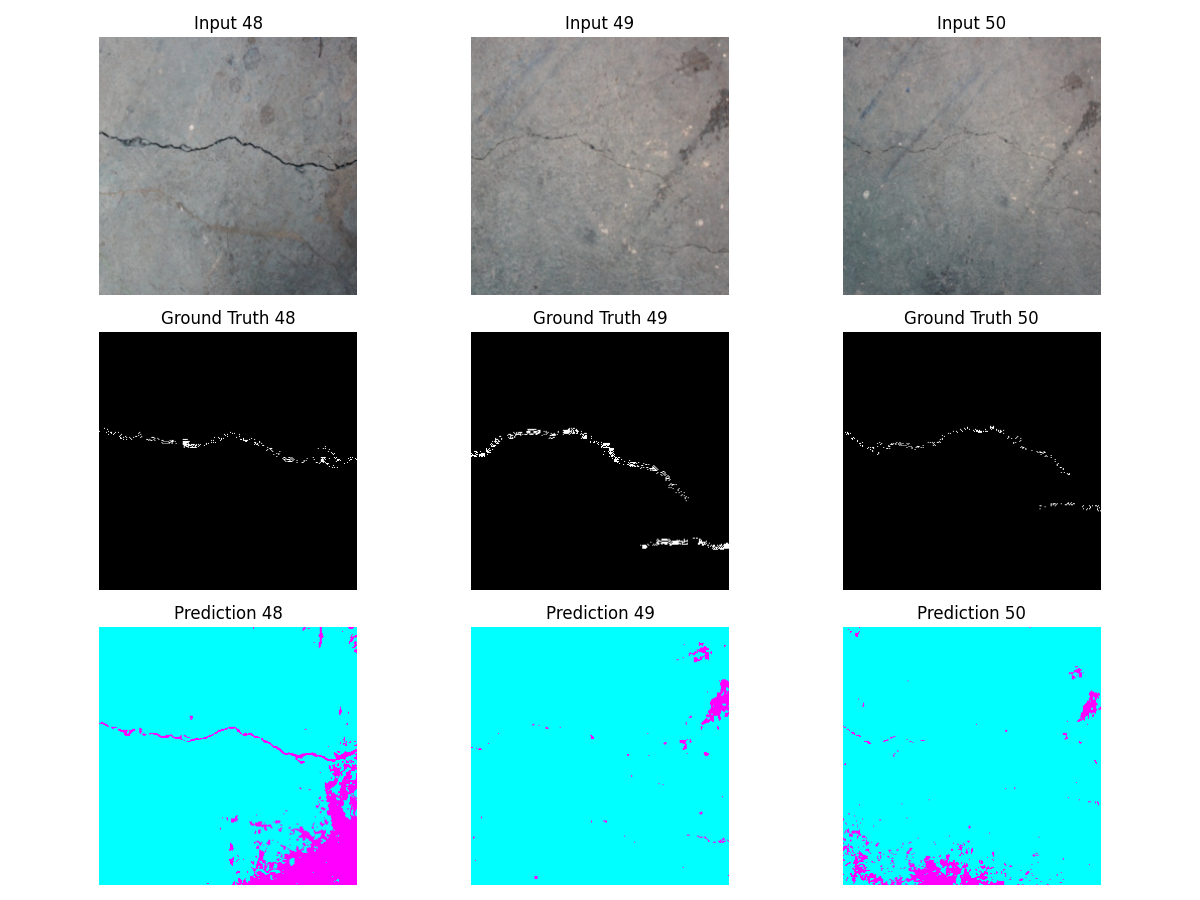 Input 48
Input 49
Input 50
Ground Truth 48
Ground Truth 49
Ground Truth 50
Prediction 48
Prediction 49
Prediction 50